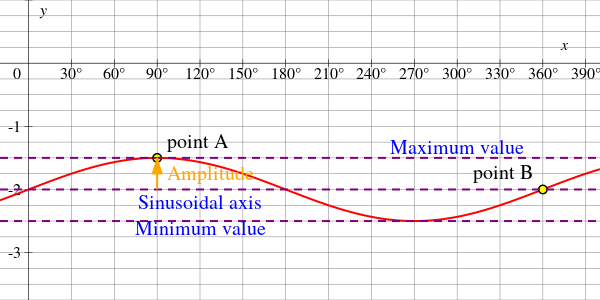 y
x
0 30° 60° 90° 120° 150° 180° 210° 240° 270° 300° 330° 360° 390°
-1
point A
Maximum value
Amplitude
point B
-2
Sinusoidal axis
Minimum value
-3